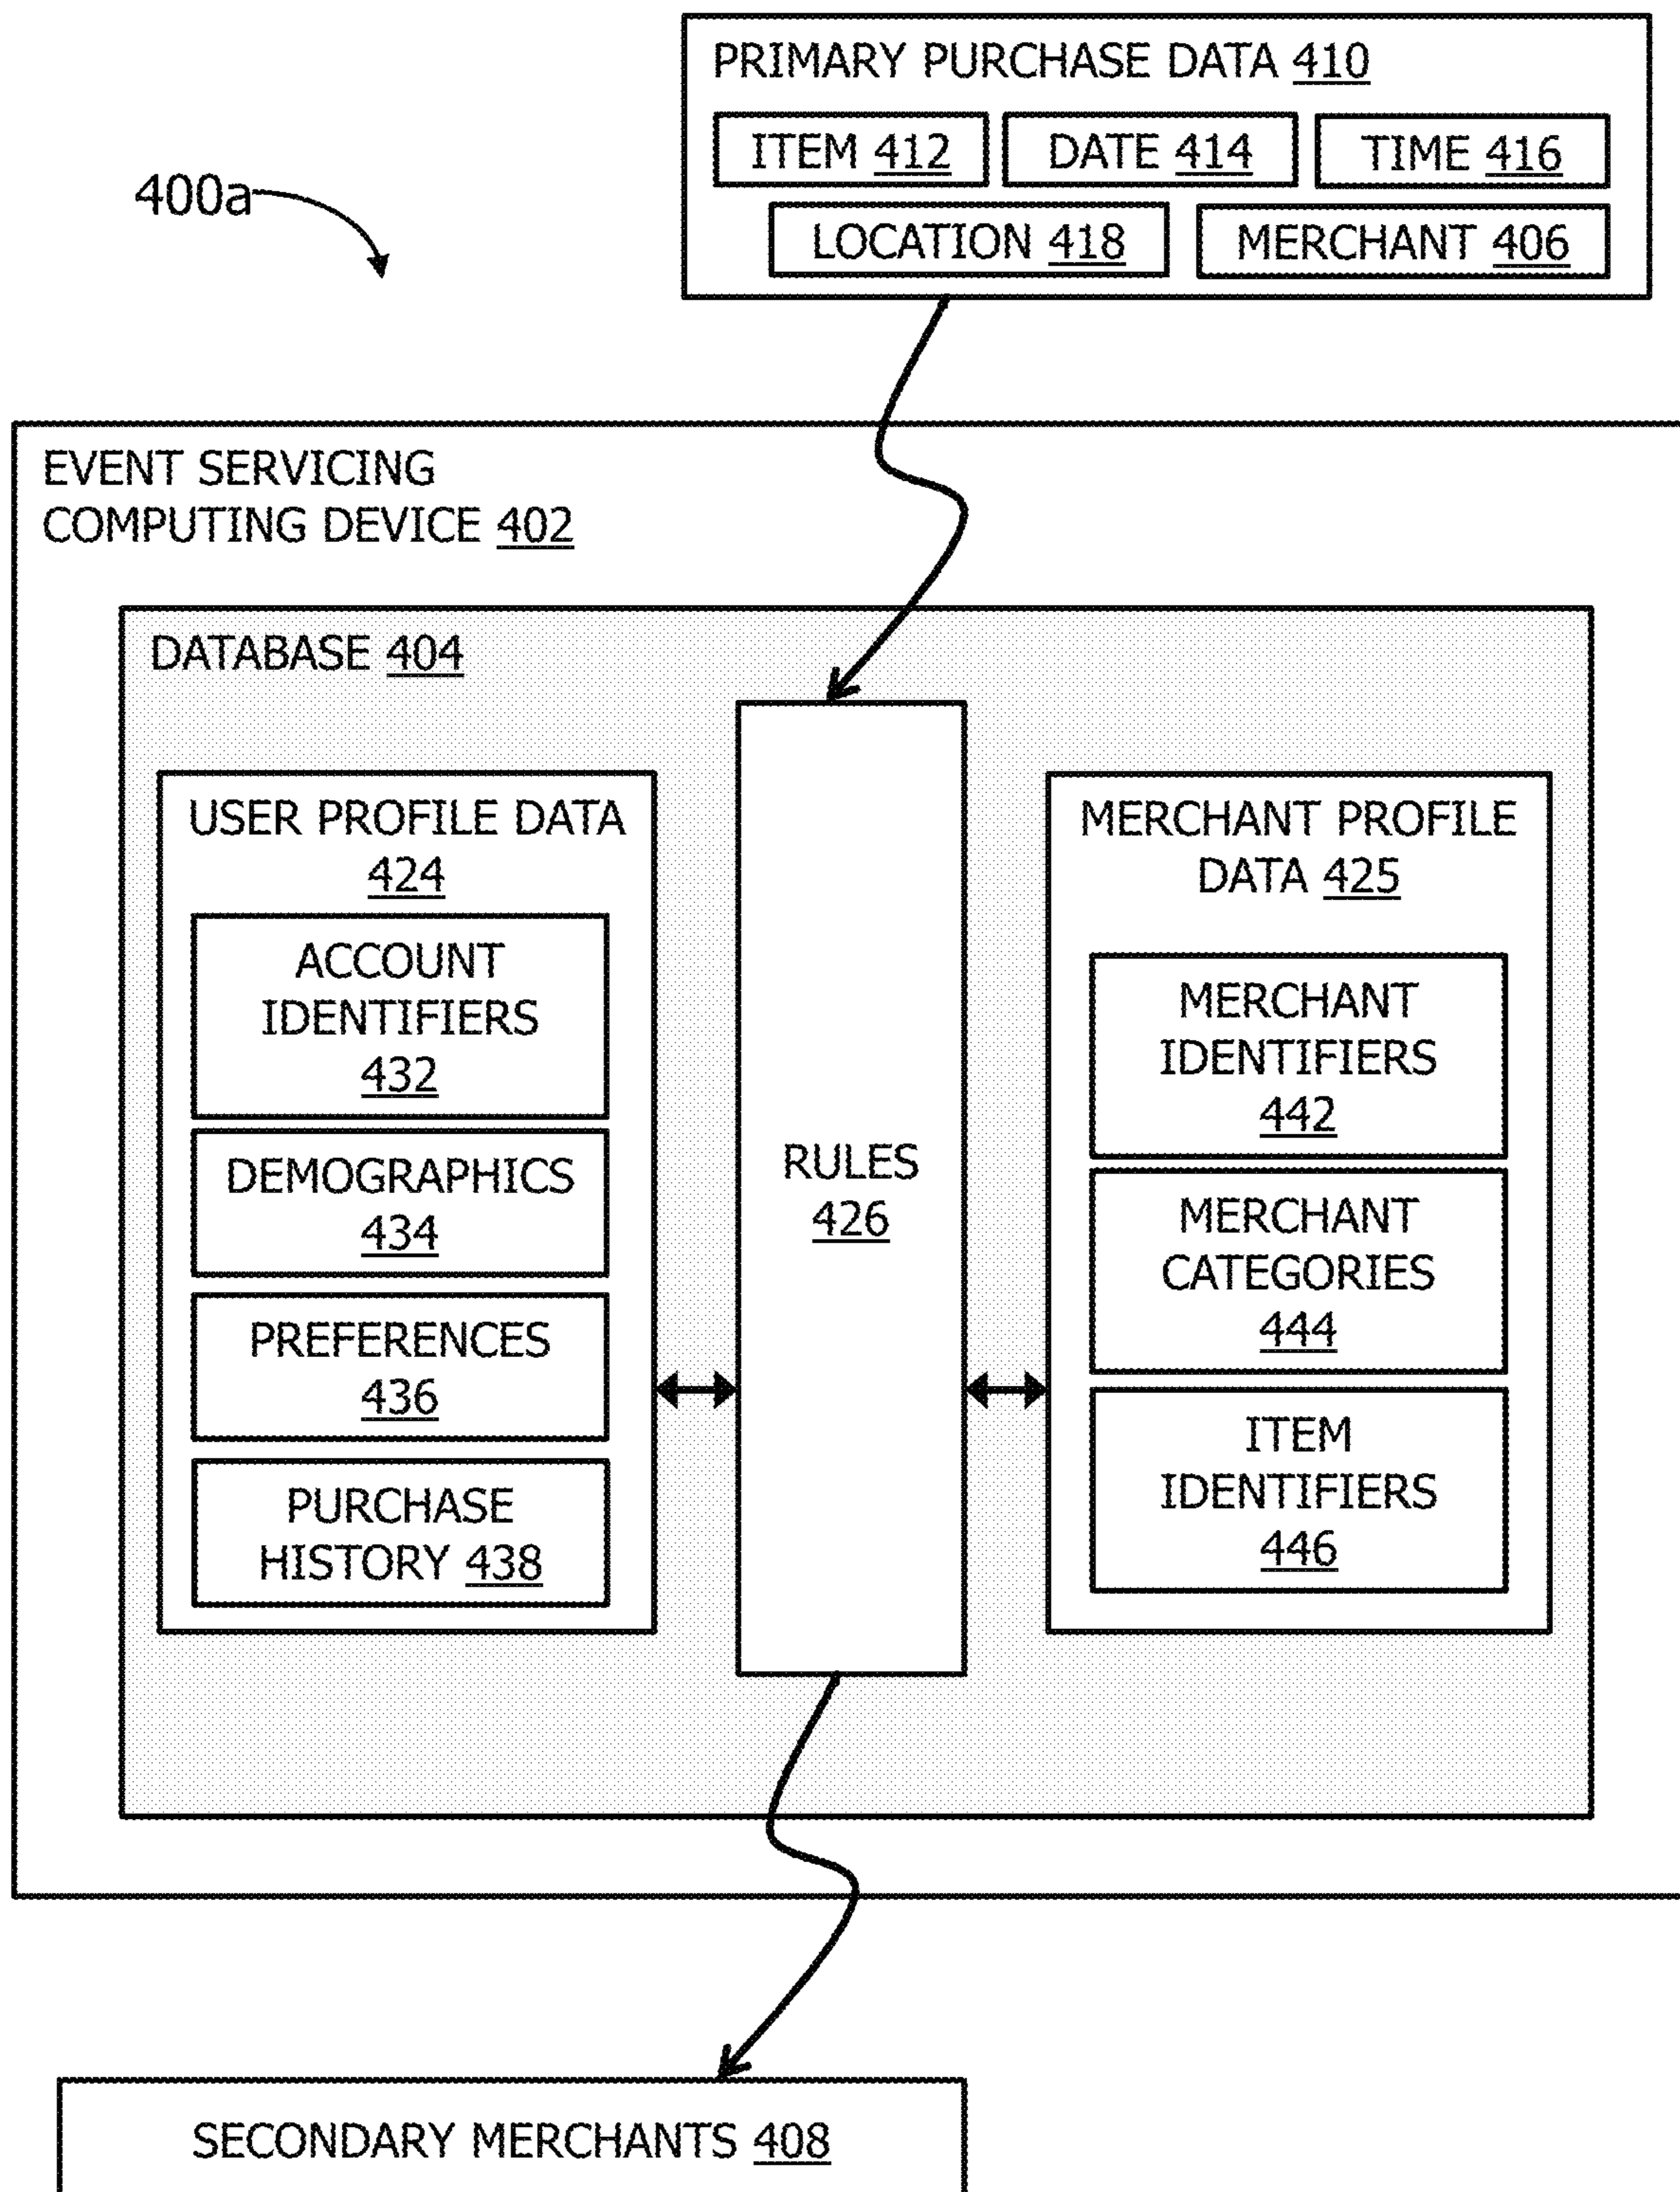 PRIMARY PURCHASE DATA 410
ITEM 412
DATE 414
TIME 416
LOCATION 418
MERCHANT 406
400a
EVENT SERVICING
COMPUTING DEVICE 402
DATABASE 404
USER PROFILE DATA
424
ACCOUNT
IDENTIFIERS
432
DEMOGRAPHICS
434
PREFERENCES
436
PURCHASE
HISTORY 438
RULES
426
MERCHANT PROFILE
DATA 425
MERCHANT
IDENTIFIERS
442
MERCHANT
CATEGORIES
444
ITEM
IDENTIFIERS
446
SECONDARY MERCHANTS 408